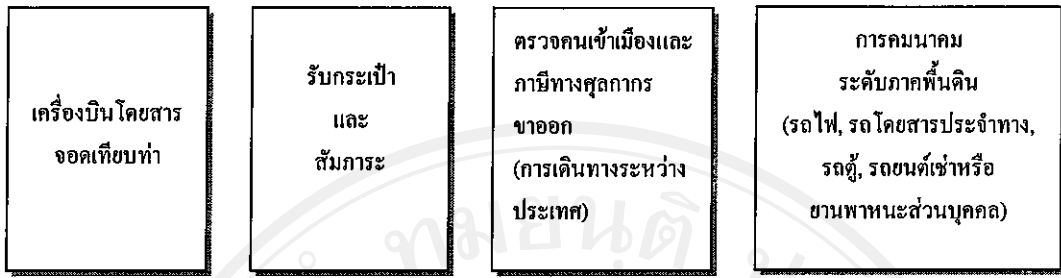 เครื่องบินโดยสาร
จอดเทียบท่า
รับกระเป๋า
และ
สัมภาระ
ตรวจคนเข้าเมืองและ
ภาษีทางศุลกากร
ขาออก
(การเดินทางระหว่าง
ประเทศ)
การคมนาคม
ระดับภาคพื้นดิน
(รถไฟ, รถโดยสารประจำทาง,
รถตู้, รถยนต์เช่าหรือ
ยานพาหนะส่วนบุคคล)